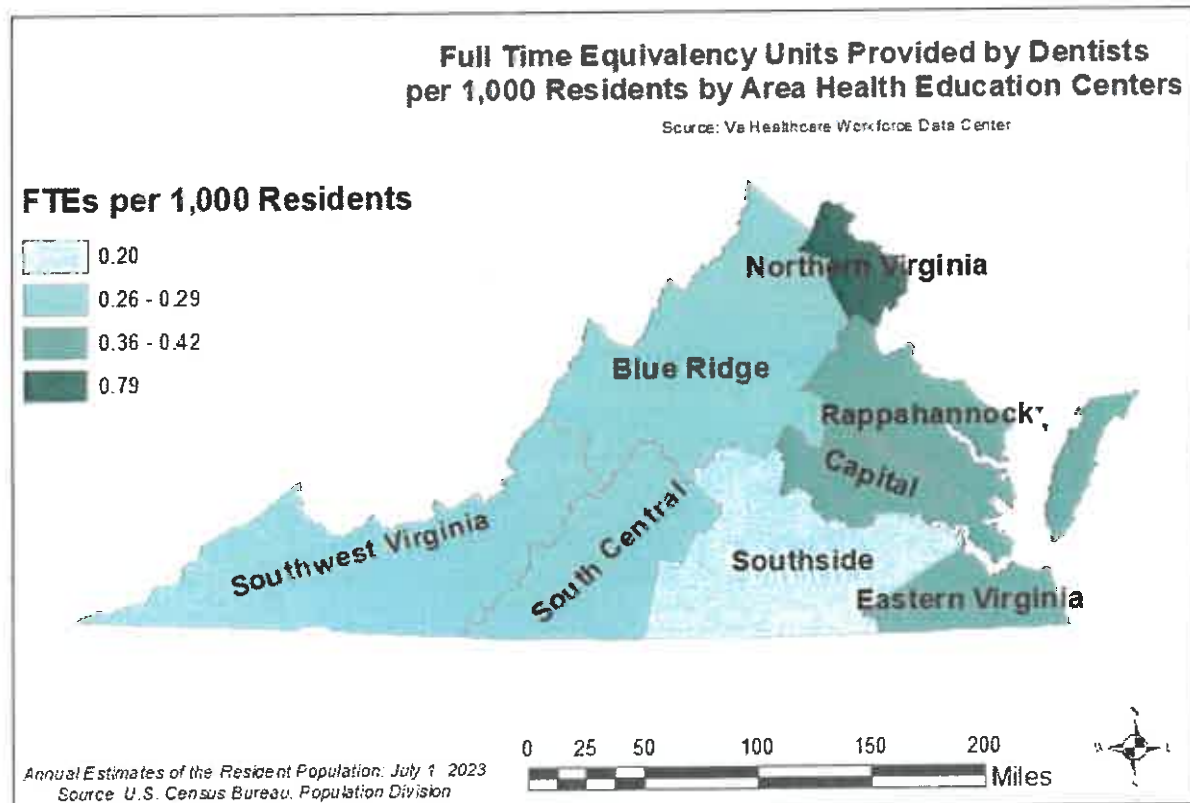 Full Time Equivalency Units Provided by Dentists
per 1,000 Residents by Area Health Education Centers
Source: Va Healthcare Workforce Data Center
FTEs per 1,000 Residents
0.20
0.26 - 0.29
0.36 - 0.42
0.79
Northern Virginia
Blue Ridge
Rappahannock
Capital
Southwest Virginia
South Central
Southside
Eastern Virginia
0 25 50 100 150 200
Miles
Annual Estimates of the Resident Population: July 1 2023
Source U.S. Census Bureau, Population Division